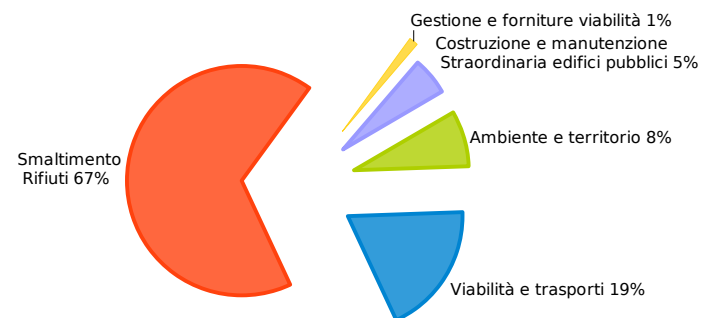 Gestione e forniture viabilità 1%
Costruzione e manutenzione
Straordinaria edifici pubblici 5%
Ambiente e territorio 8%
Smaltimento
Rifiuti 67%
Viabilità e trasporti 19%